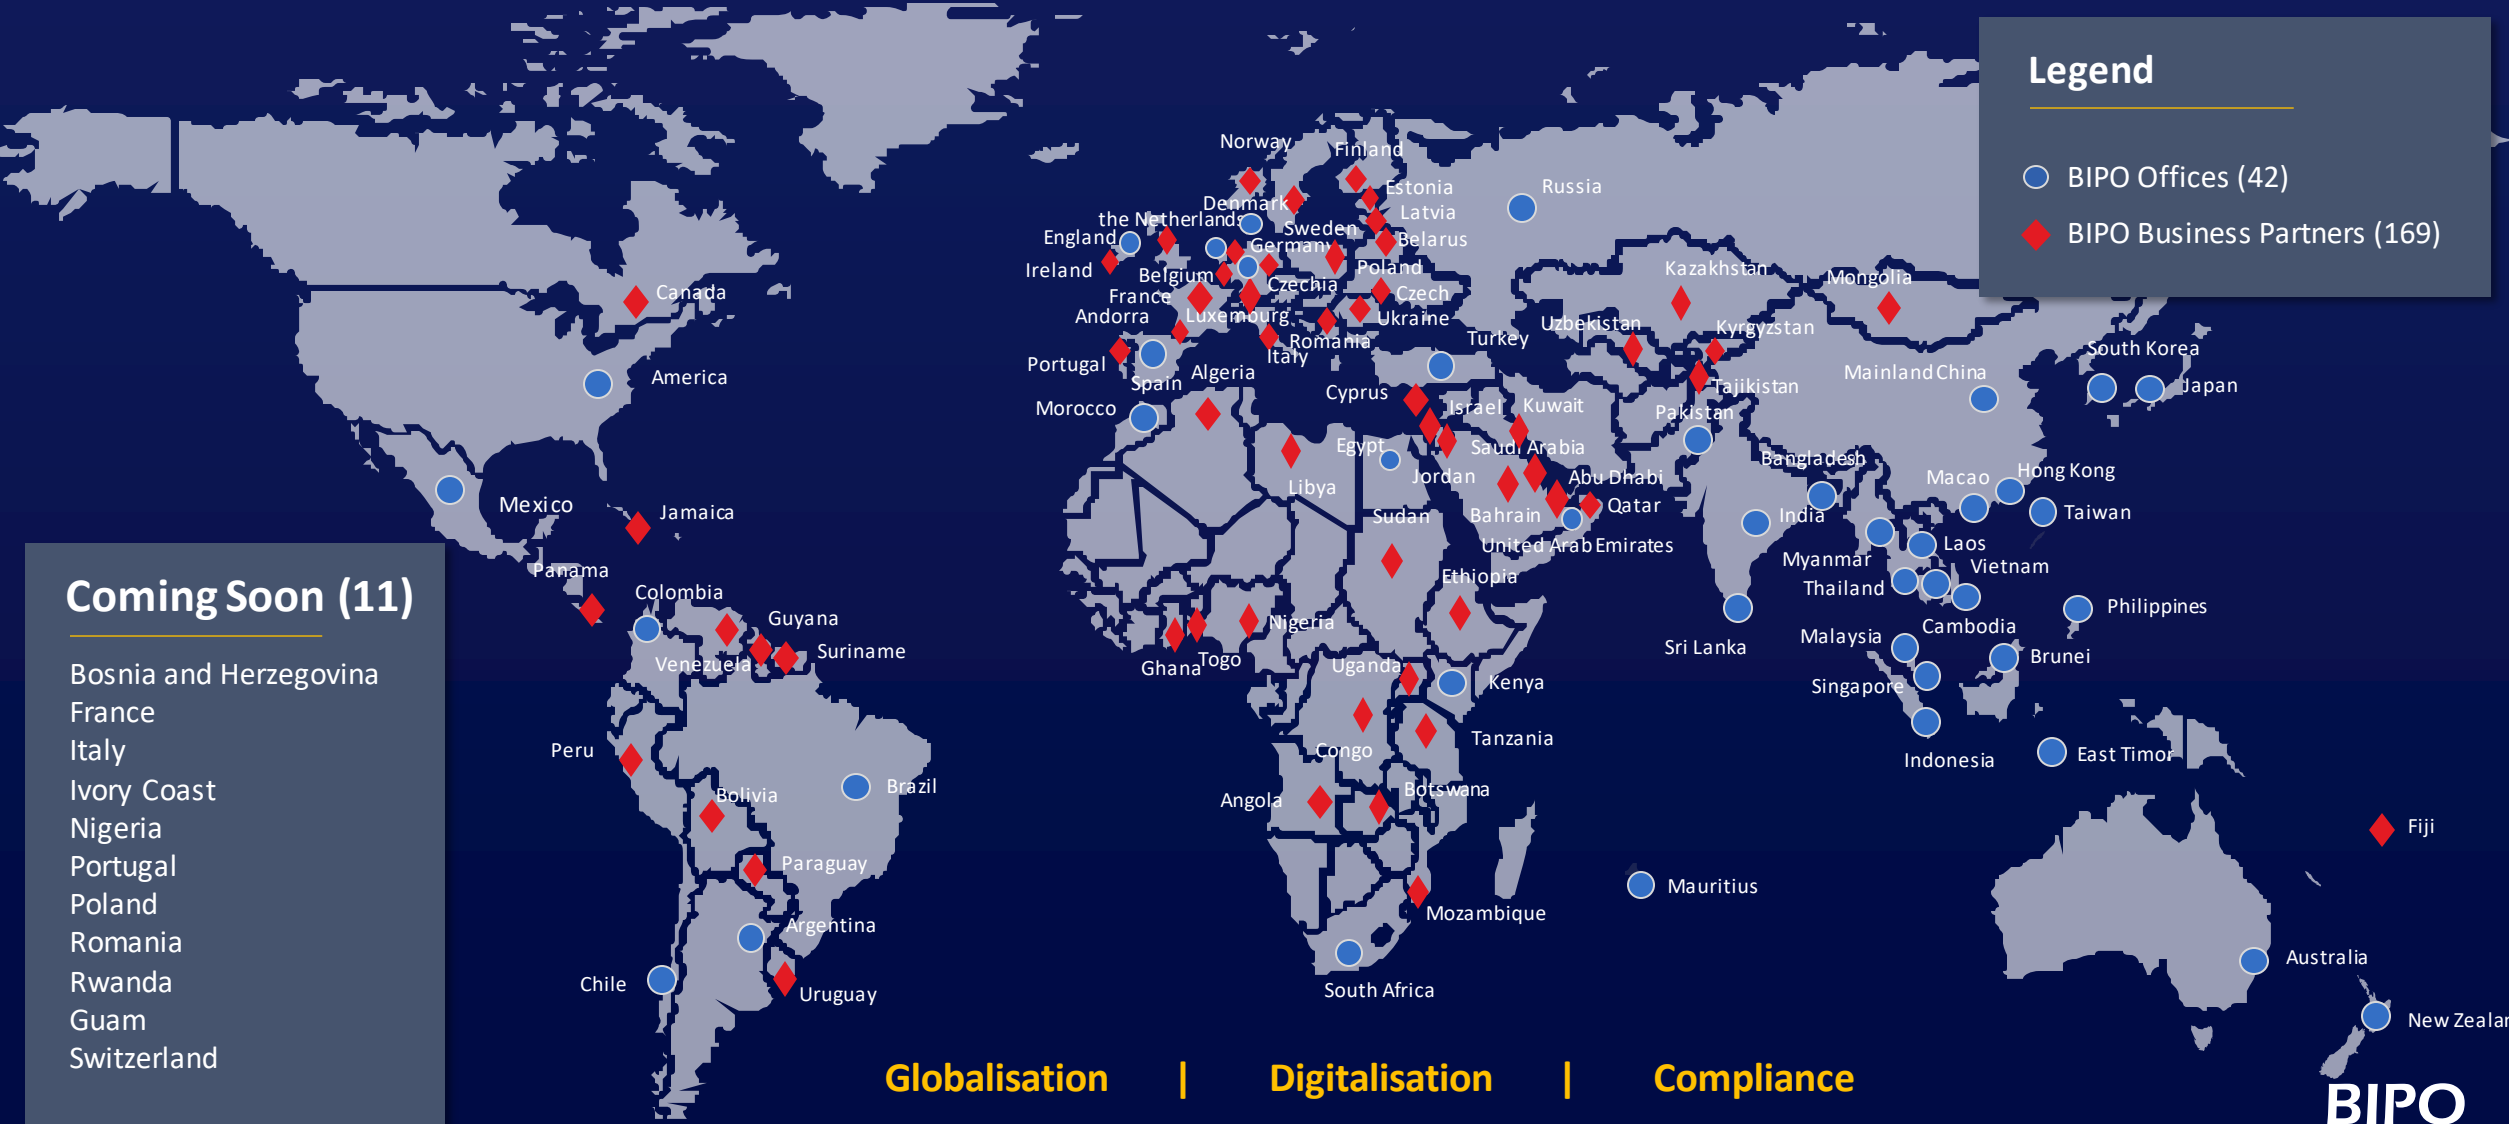 Legend
BIPO Offices (42)
BIPO Business Partners (169)
Norway
Finland
Estonia
Russia
Denmark
Latvia
the Netherlands
Sweden
England
Germany
Belarus
Ireland
Belgium
Poland
Kazakhstan
Mongolia
Czechia
Canada
France
Czech
Andorra
Luxemburg
Ukraine
Uzbekistan
Kyrgyzstan
Romania
Turkey
Italy
South Korea
Portugal
Algeria
Mainland China
America
Spain
Tajikistan
Japan
Cyprus
Morocco
Israel
Kuwait
Pakistan
Egypt
Saudi Arabia
Bangladesh
Hong Kong
Jordan
Abu Dhabi
Macao
Libya
Mexico
Qatar
Jamaica
Sudan
Bahrain
India
Taiwan
United Arab Emirates
Laos
Myanmar
Vietnam
Panama
Ethiopia
Thailand
Colombia
Philippines
Guyana
Nigeria
Cambodia
Malaysia
Sri Lanka
Suriname
Venezuela
Ghana
Togo
Uganda
Brunei
Kenya
Singapore
Peru
Congo
Tanzania
Indonesia
East Timor
Brazil
Bolivia
Angola
Botswana
Fiji
Paraguay
Mauritius
Argentina
Mozambique
Australia
Chile
Uruguay
South Africa
New Zealan
Coming Soon (11)
Bosnia and Herzegovina
France
Italy
Ivory Coast
Nigeria
Portugal
Poland
Romania
Rwanda
Guam
Switzerland
Globalisation | Digitalisation | Compliance
BIPO